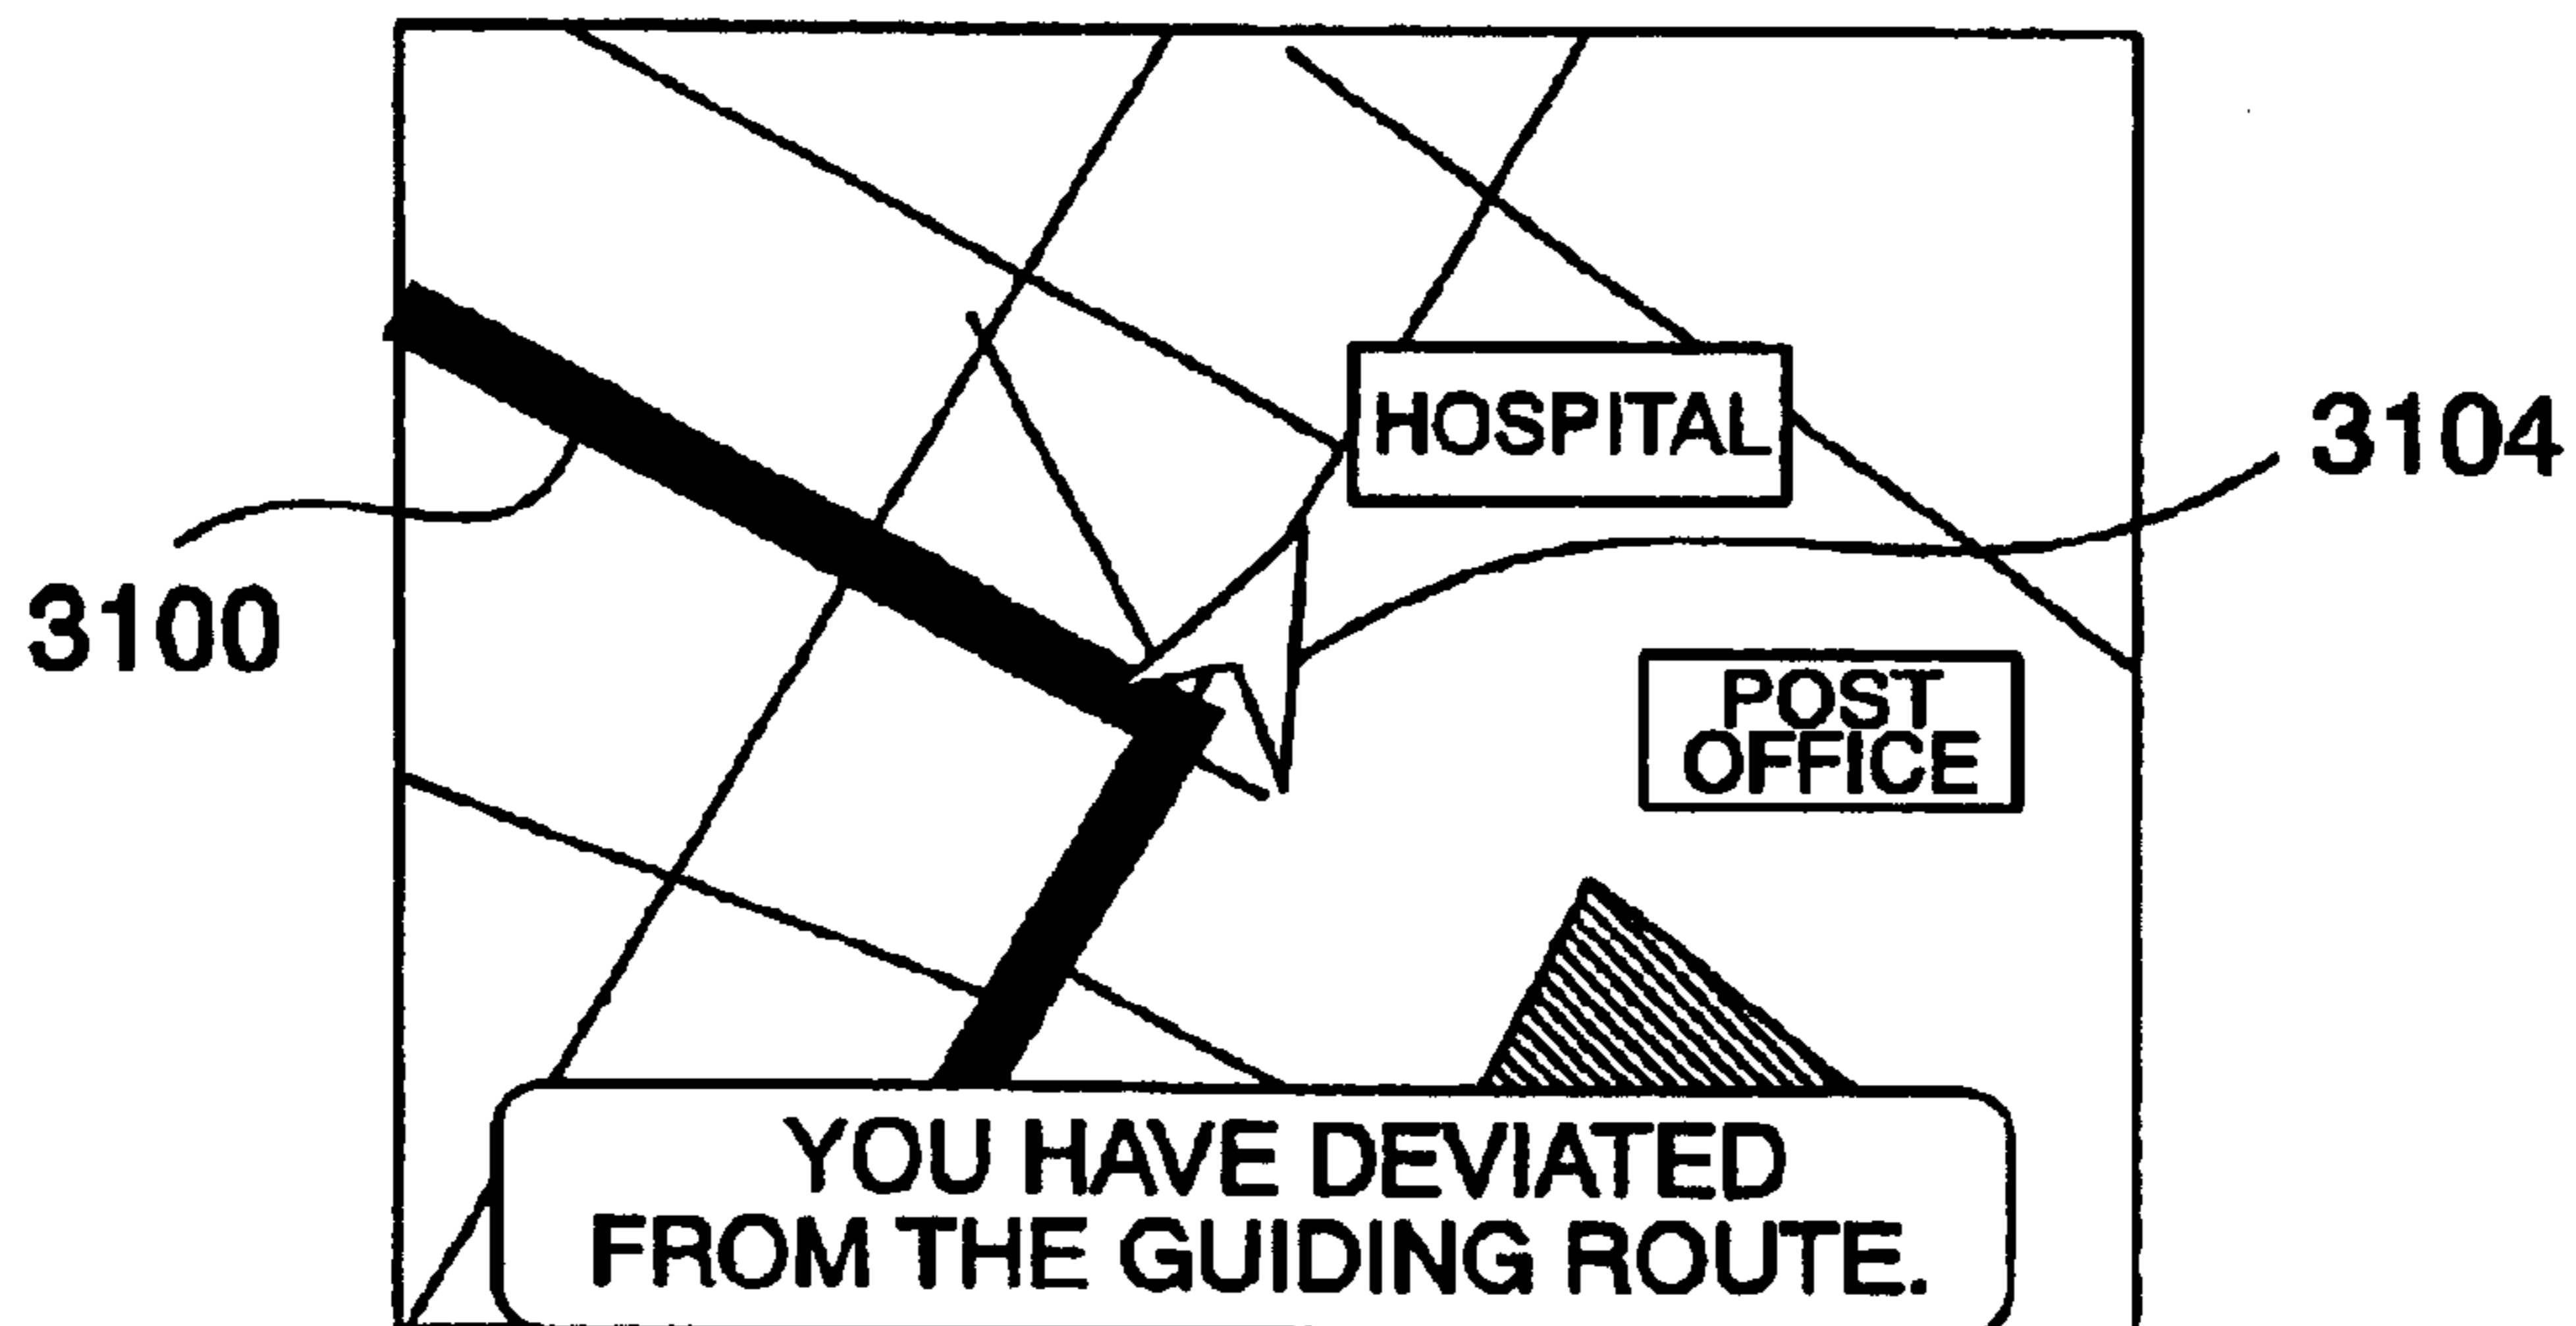 HOSPITAL
3104
3100
POST
OFFICE
YOU HAVE DEVIATED
FROM THE GUIDING ROUTE.